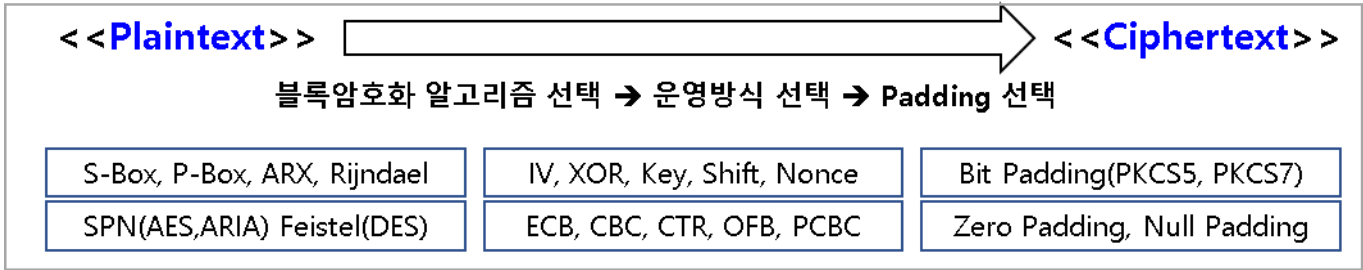 <<Plaintext>> <<Ciphertext>>
블록암호화 알고리즘 선택 → 운영방식 선택 → Padding 선택
S-Box, P-Box, ARX, Rijndael
IV, XOR, Key, Shift, Nonce
Bit Padding(PKCS5, PKCS7)
SPN(AES,ARIA) Feistel(DES)
ECB, CBC, CTR, OFB, PCBC
Zero Padding, Null Padding